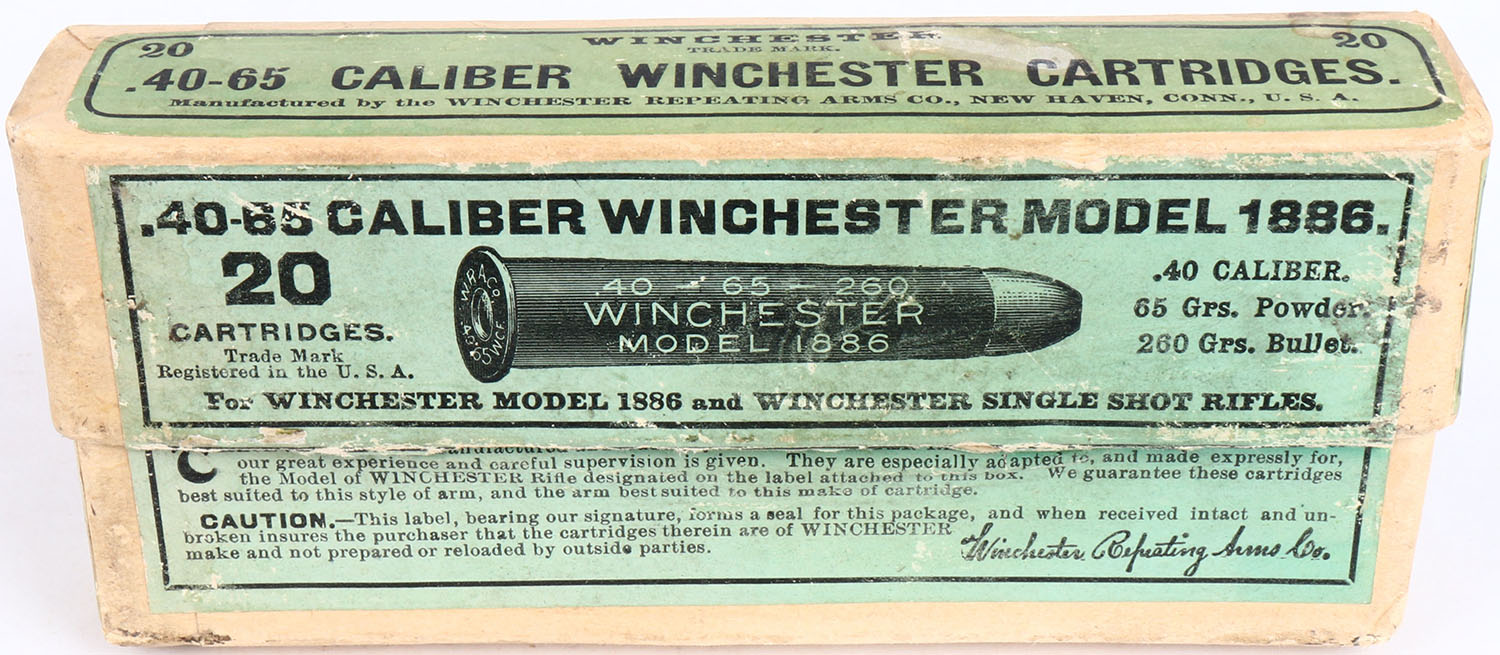 20 WINCHESTER 20
TRADE MARK.
.40-65 CALIBER WINCHESTER CARTRIDGES.
Manufactured by the WINCHESTER REPEATING ARMS CO., NEW HAVEN, CONN., U. S. A.
.40-65 CALIBER WINCHESTER MODEL 1886.
20
CARTRIDGES.
Trade Mark
Registered in the U. S. A.
W.R.A.Co.
40-65 W.C.F.
.40 - 65 - 260
WINCHESTER
MODEL 1886
.40 CALIBER.
65 Grs. Powder.
260 Grs. Bullet.
For WINCHESTER MODEL 1886 and WINCHESTER SINGLE SHOT RIFLES.
our great experience and careful supervision is given. They are especially adapted to, and made expressly for,
the Model of WINCHESTER Rifle designated on the label attached to this box. We guarantee these cartridges
best suited to this style of arm, and the arm best suited to this make of cartridge.
CAUTION.—This label, bearing our signature, forms a seal for this package, and when received intact and un-
broken insures the purchaser that the cartridges therein are of WINCHESTER
make and not prepared or reloaded by outside parties.
Winchester Repeating Arms Co.